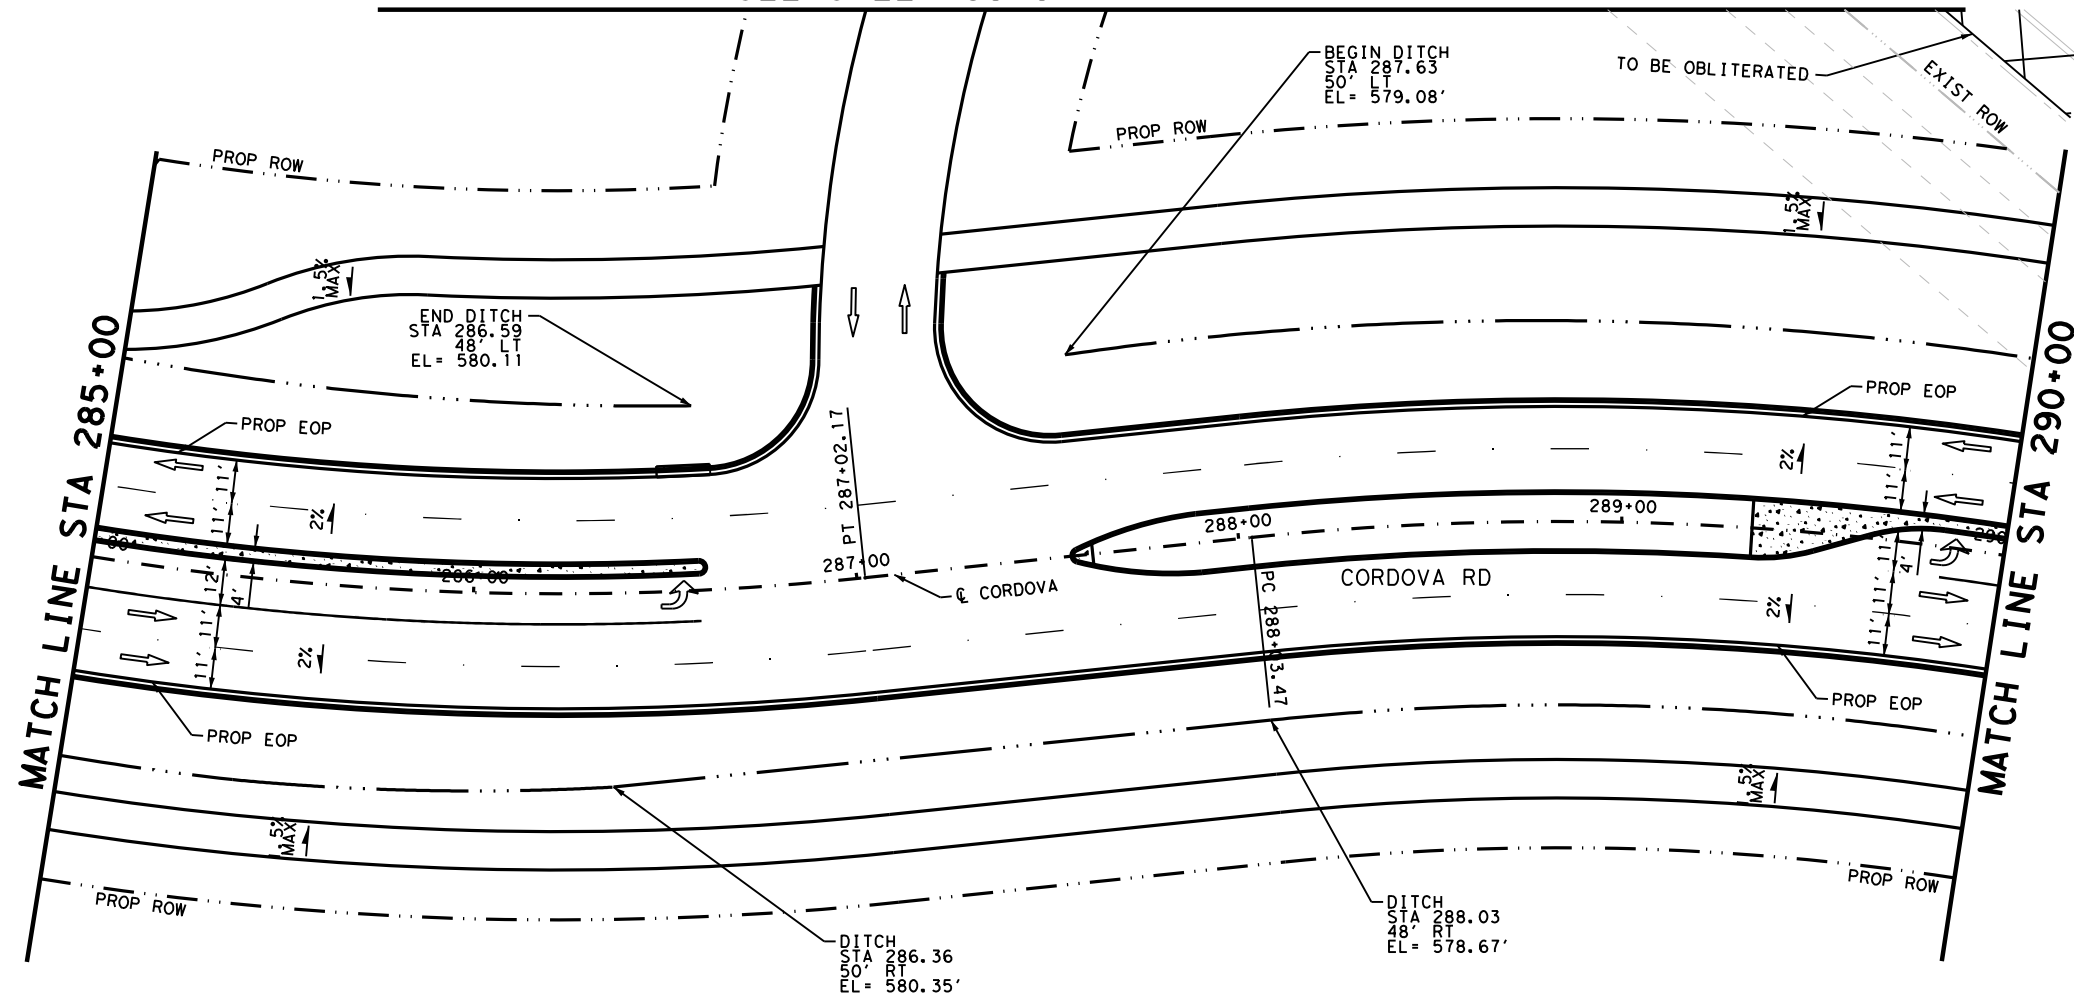 BEGIN DITCH
STA 287.63
50' LT
EL= 579.08'
TO BE OBLITERATED
EXIST ROW
PROP ROW
PROP ROW
1.5%
MAX
1.5%
MAX
END DITCH
STA 286.59
48' LT
EL= 580.11
MATCH LINE STA 285+00
MATCH LINE STA 290+00
PROP EOP
PROP EOP
11'
11'
12'
4'
11'
11'
2%
2%
PT 287+02.17
286+00
287+00
℄ CORDOVA
288+00
289+00
CORDOVA RD
PC 288+03.47
2%
2%
11'
11'
11'
4'
11'
PROP EOP
PROP EOP
1.5%
MAX
1.5%
MAX
PROP ROW
PROP ROW
DITCH
STA 286.36
50' RT
EL= 580.35'
DITCH
STA 288.03
48' RT
EL= 578.67'